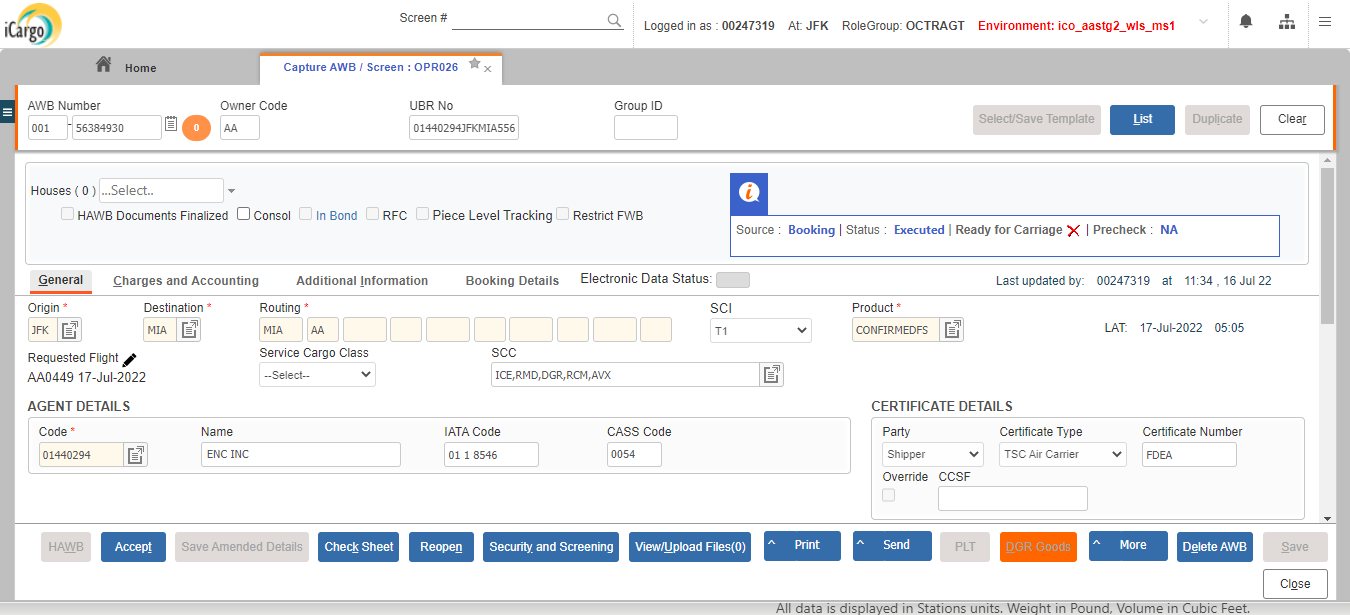 iCargo
Screen #
Logged in as : 00247319 At: JFK RoleGroup: OCTRAGT Environment: ico_aastg2_wls_ms1
Home
Capture AWB / Screen : OPR026
AWB Number Owner Code UBR No Group ID
001 - 56384930 0 AA 01440294JFKMIA556
Select/Save Template List Duplicate Clear
Houses ( 0 ) ...Select..
HAWB Documents Finalized Consol In Bond RFC Piece Level Tracking Restrict FWB
Source : Booking | Status : Executed | Ready for Carriage | Precheck : NA
General Charges and Accounting Additional Information Booking Details Electronic Data Status:
Last updated by: 00247319 at 11:34 , 16 Jul 22
Origin * Destination * Routing * SCI Product *
JFK MIA MIA AA T1 CONFIRMEDFS LAT: 17-Jul-2022 05:05
Requested Flight Service Cargo Class SCC
AA0449 17-Jul-2022 --Select-- ICE,RMD,DGR,RCM,AVX
AGENT DETAILS
Code * Name IATA Code CASS Code
01440294 ENC INC 01 1 8546 0054
CERTIFICATE DETAILS
Party Certificate Type Certificate Number
Shipper TSC Air Carrier FDEA
Override CCSF
HAWB Accept Save Amended Details Check Sheet Reopen Security and Screening View/Upload Files(0) ^ Print ^ Send PLT DGR Goods ^ More Delete AWB Save
Close
All data is displayed in Stations units. Weight in Pound, Volume in Cubic Feet.